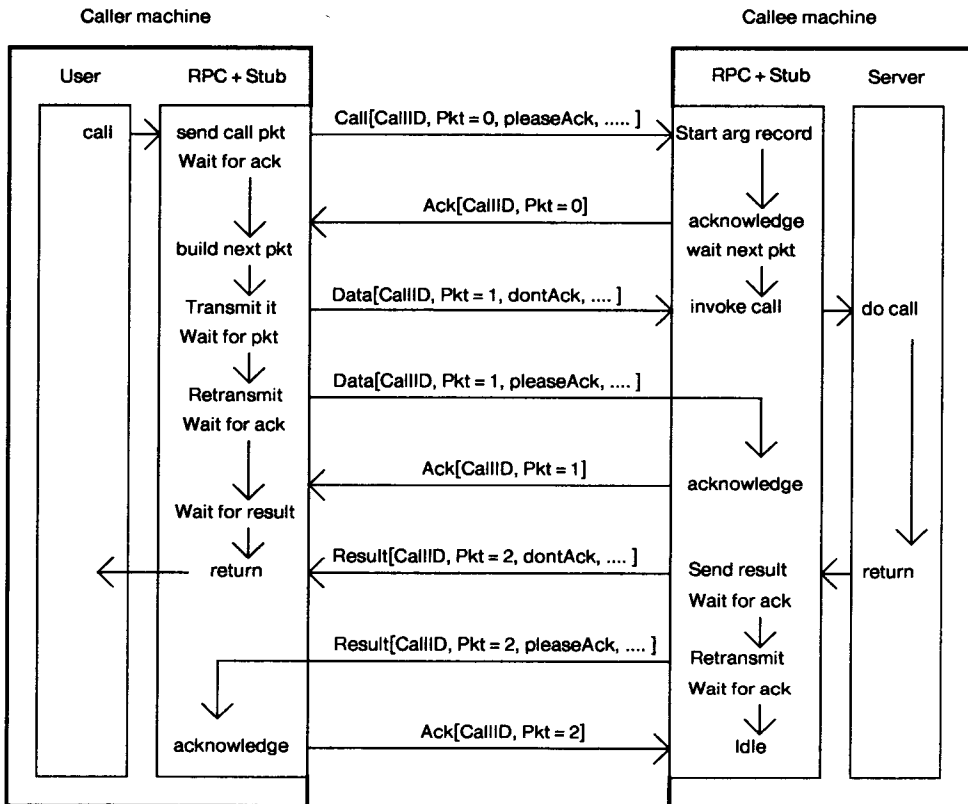 Caller machine
Callee machine
User
RPC + Stub
RPC + Stub
Server
call
send call pkt
Call[CallID, Pkt = 0, pleaseAck, ..... ]
Start arg record
Wait for ack
Ack[CallID, Pkt = 0]
acknowledge
build next pkt
wait next pkt
Transmit it
Data[CallID, Pkt = 1, dontAck, .... ]
invoke call
do call
Wait for pkt
Retransmit
Data[CallID, Pkt = 1, pleaseAck, .... ]
Wait for ack
Ack[CallID, Pkt = 1]
acknowledge
Wait for result
return
Result[CallID, Pkt = 2, dontAck, .... ]
Send result
return
Wait for ack
Result[CallID, Pkt = 2, pleaseAck, .... ]
Retransmit
Wait for ack
acknowledge
Ack[CallID, Pkt = 2]
Idle